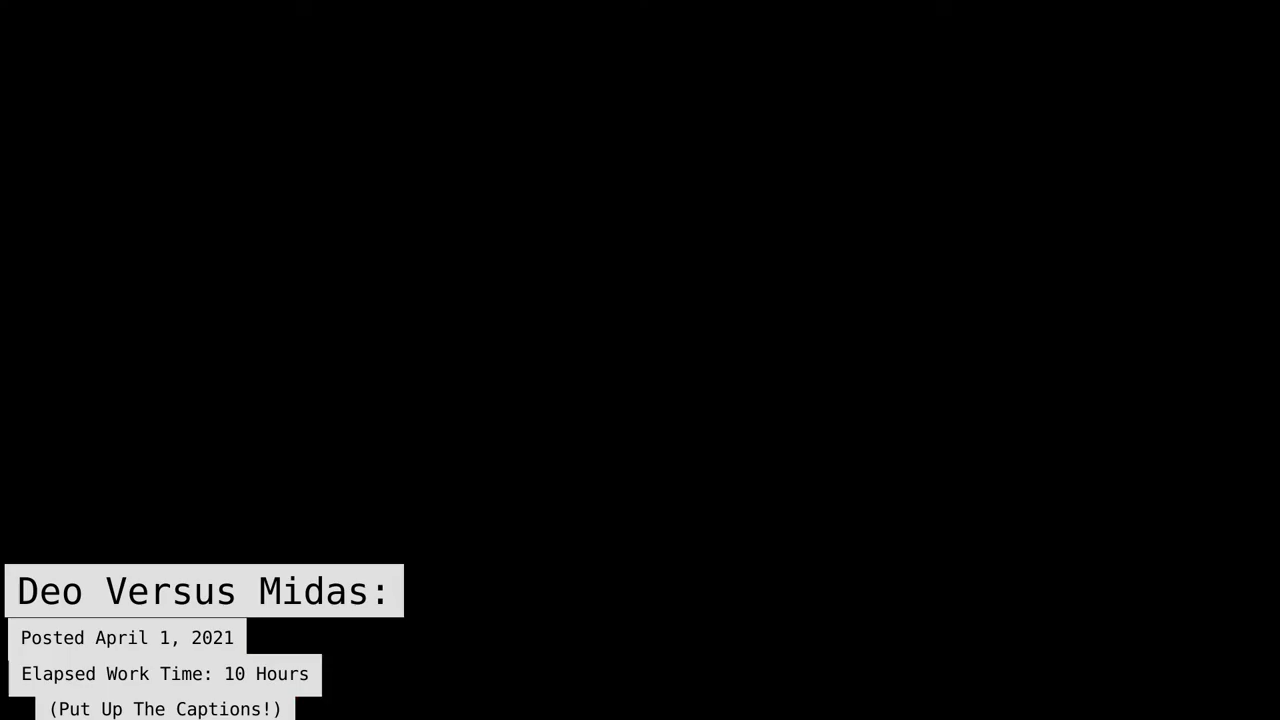 Deo Versus Midas:
Posted April 1, 2021
Elapsed Work Time: 10 Hours
(Put Up The Captions!)